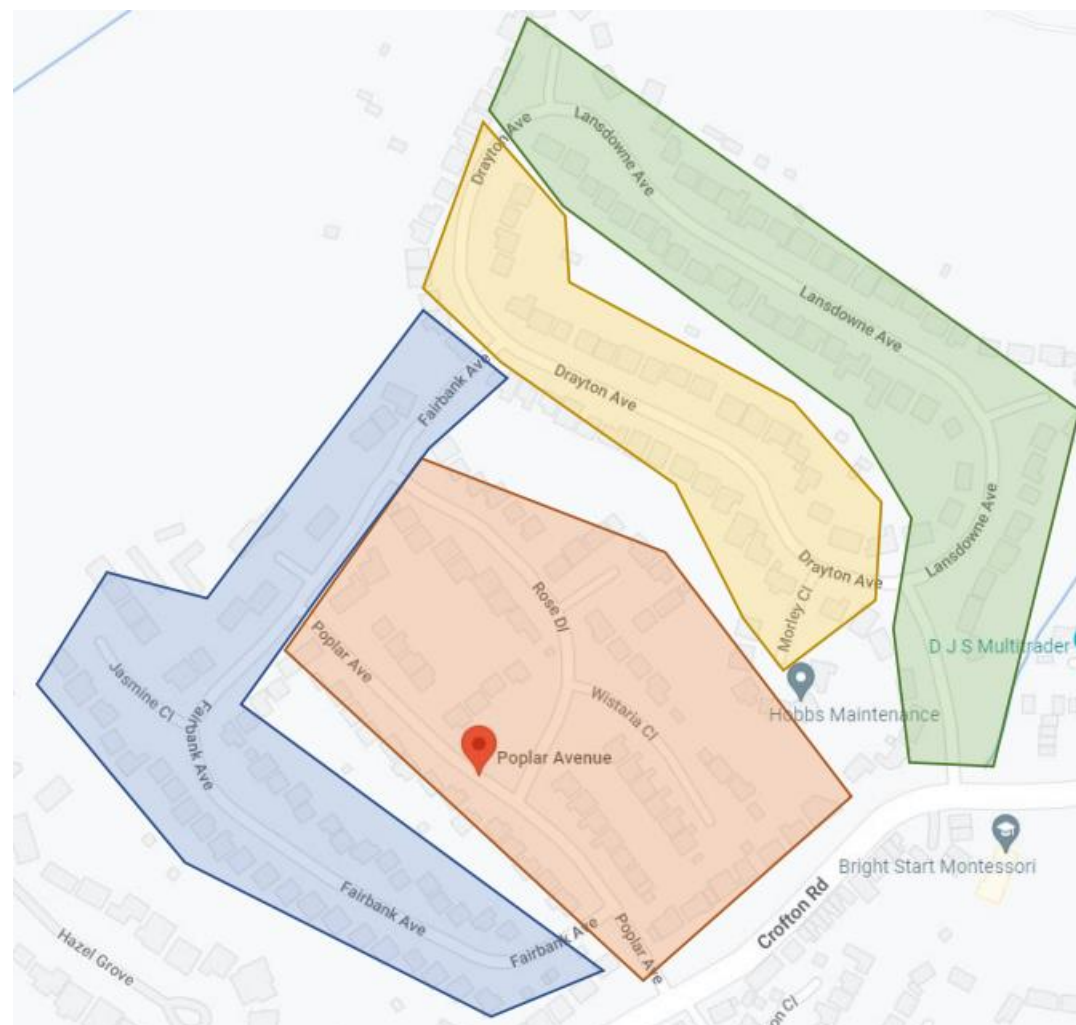 Drayton Ave
Lansdowne Ave
Lansdowne Ave
Fairbank Ave
Drayton Ave
Lansdowne Ave
Drayton Ave
Rose Dl
Morley Cl
Poplar Ave
D J S Multitrader
Jasmine Cl
Wistaria Cl
Hobbs Maintenance
Fairbank Ave
Poplar Avenue
Bright Start Montessori
Fairbank Ave
Crofton Rd
Fairbank Ave
Poplar Ave
Hazel Grove
on Cl